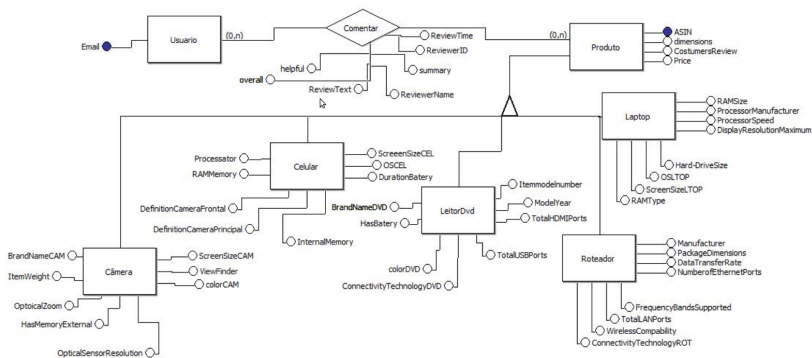 Comentar
Usuario
(0,n)
(0,n)
Produto
Email
ReviewTime
ReviewerID
helpful
summary
overall
ReviewText
ReviewerName
ASIN
dimensions
CostumersReview
Price
Laptop
RAMSize
ProcessorManufacturer
ProcessorSpeed
DisplayResolutionMaximum
Hard-DriveSize
OSLTOP
ScreenSizeLTOP
RAMType
Celular
Processator
RAMMemory
ScreeenSizeCEL
OSCEL
DurationBatery
DefinitionCameraFrontal
DefinitionCameraPrincipal
InternalMemory
LeitorDvd
BrandNameDVD
HasBatery
Itemmodelnumber
ModelYear
TotalHDMIPorts
TotalUSBPorts
colorDVD
ConnectivityTechnologyDVD
Câmera
BrandNameCAM
ItemWeight
ScreenSizeCAM
ViewFinder
colorCAM
OptoicalZoom
HasMemoryExternal
OpticalSensorResolution
Roteador
Manufacturer
PackageDimensions
DataTransferRate
NumberofEthernetPorts
FrequencyBandsSupported
TotalLANPorts
WirelessCompability
ConnectivityTechnologyROT